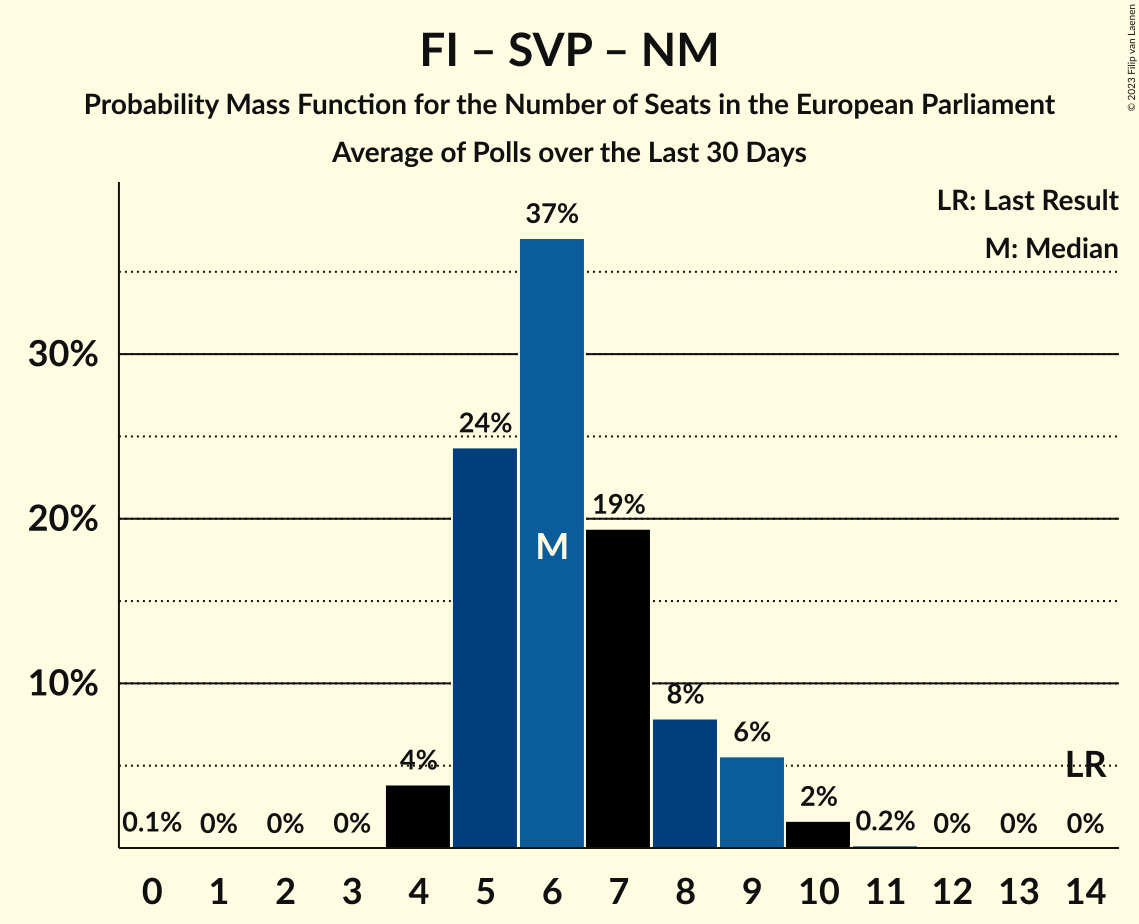 FI – SVP – NM
Probability Mass Function for the Number of Seats in the European Parliament
Average of Polls over the Last 30 Days
© 2023 Filip van Laenen
LR: Last Result
M: Median
37%
30%
24%
20%
19%
M
10%
8%
6%
4%
LR
2%
0.1% 0% 0% 0% 0.2% 0% 0% 0%
0 1 2 3 4 5 6 7 8 9 10 11 12 13 14